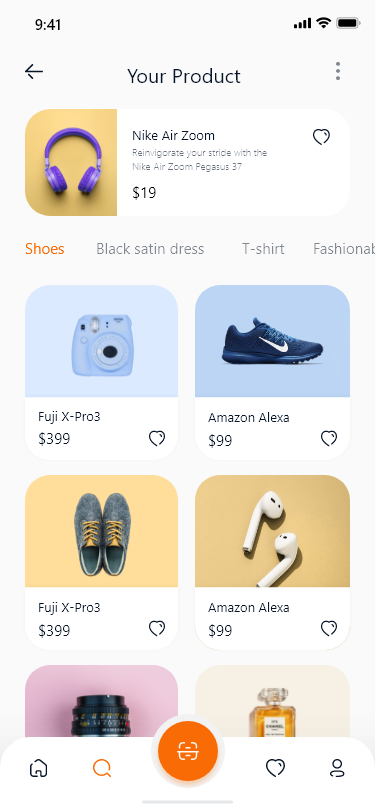 9:41
Your Product
Nike Air Zoom
Reinvigorate your stride with the
Nike Air Zoom Pegasus 37
$19
Shoes Black satin dress T-shirt Fashionab
Fuji X-Pro3
$399
Amazon Alexa
$99
Fuji X-Pro3
$399
Amazon Alexa
$99